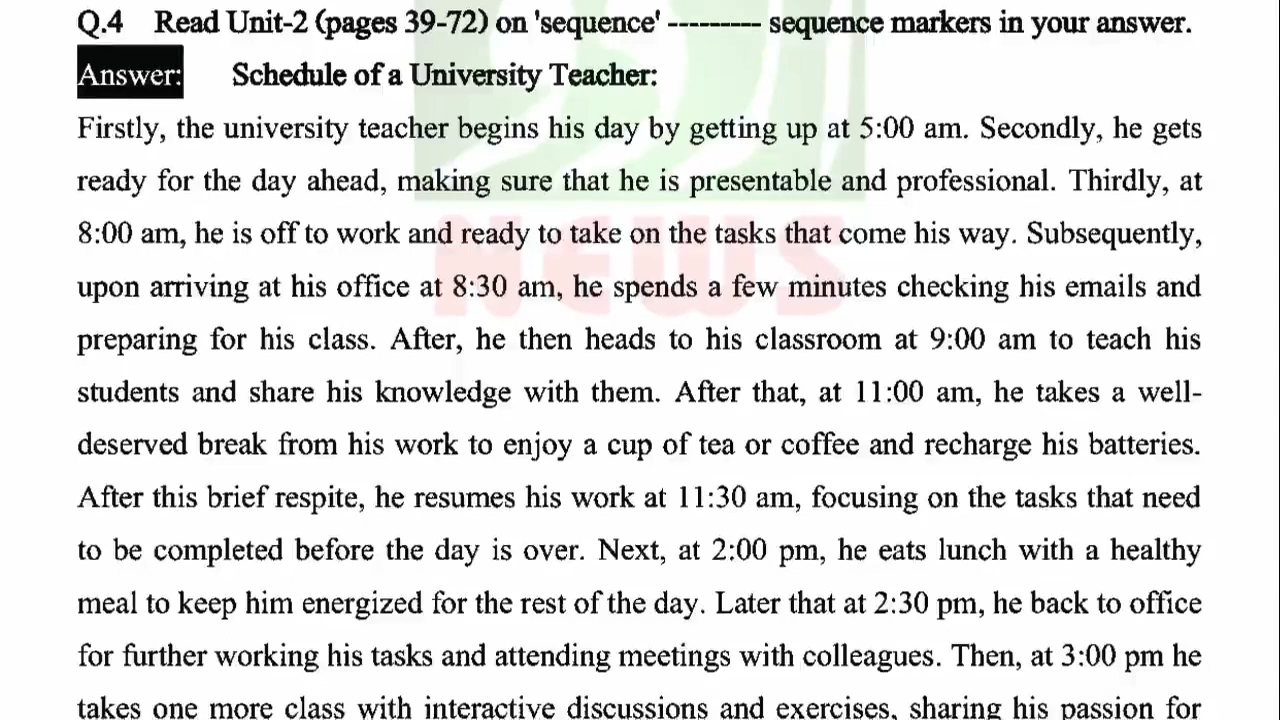 Q.4 Read Unit-2 (pages 39-72) on 'sequence' --------- sequence markers in your answer.
Answer: Schedule of a University Teacher:
Firstly, the university teacher begins his day by getting up at 5:00 am. Secondly, he gets
ready for the day ahead, making sure that he is presentable and professional. Thirdly, at
8:00 am, he is off to work and ready to take on the tasks that come his way. Subsequently,
upon arriving at his office at 8:30 am, he spends a few minutes checking his emails and
preparing for his class. After, he then heads to his classroom at 9:00 am to teach his
students and share his knowledge with them. After that, at 11:00 am, he takes a well-
deserved break from his work to enjoy a cup of tea or coffee and recharge his batteries.
After this brief respite, he resumes his work at 11:30 am, focusing on the tasks that need
to be completed before the day is over. Next, at 2:00 pm, he eats lunch with a healthy
meal to keep him energized for the rest of the day. Later that at 2:30 pm, he back to office
for further working his tasks and attending meetings with colleagues. Then, at 3:00 pm he
takes one more class with interactive discussions and exercises, sharing his passion for
NEWS